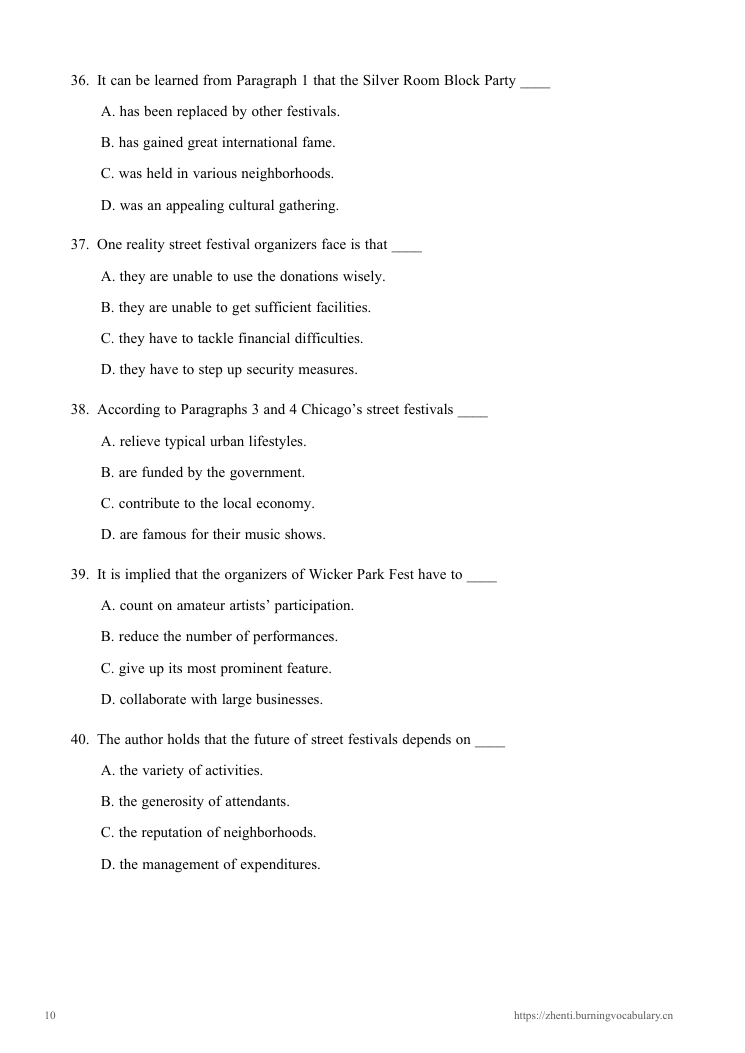 36. It can be learned from Paragraph 1 that the Silver Room Block Party ____
A. has been replaced by other festivals.
B. has gained great international fame.
C. was held in various neighborhoods.
D. was an appealing cultural gathering.
37. One reality street festival organizers face is that ____
A. they are unable to use the donations wisely.
B. they are unable to get sufficient facilities.
C. they have to tackle financial difficulties.
D. they have to step up security measures.
38. According to Paragraphs 3 and 4 Chicago’s street festivals ____
A. relieve typical urban lifestyles.
B. are funded by the government.
C. contribute to the local economy.
D. are famous for their music shows.
39. It is implied that the organizers of Wicker Park Fest have to ____
A. count on amateur artists’ participation.
B. reduce the number of performances.
C. give up its most prominent feature.
D. collaborate with large businesses.
40. The author holds that the future of street festivals depends on ____
A. the variety of activities.
B. the generosity of attendants.
C. the reputation of neighborhoods.
D. the management of expenditures.
10 https://zhenti.burningvocabulary.cn